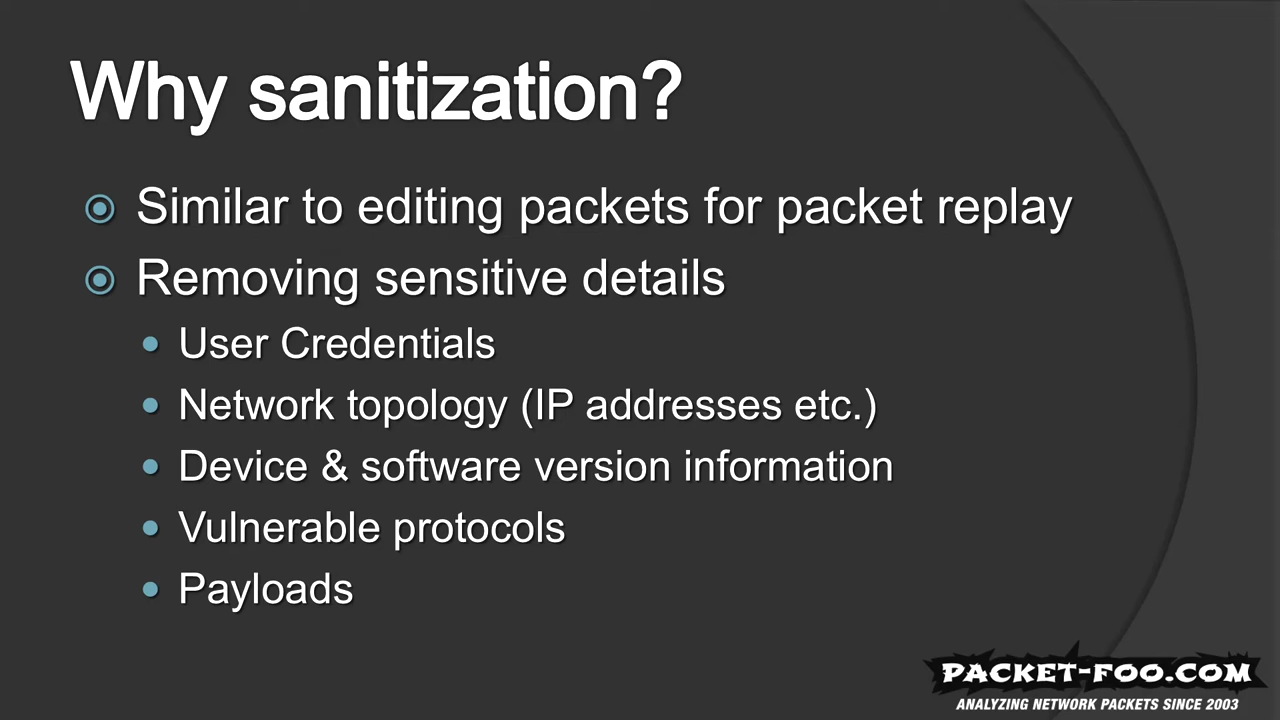 Why sanitization?
Similar to editing packets for packet replay
Removing sensitive details
User Credentials
Network topology (IP addresses etc.)
Device & software version information
Vulnerable protocols
Payloads
PACKET-FOO.COM
ANALYZING NETWORK PACKETS SINCE 2003